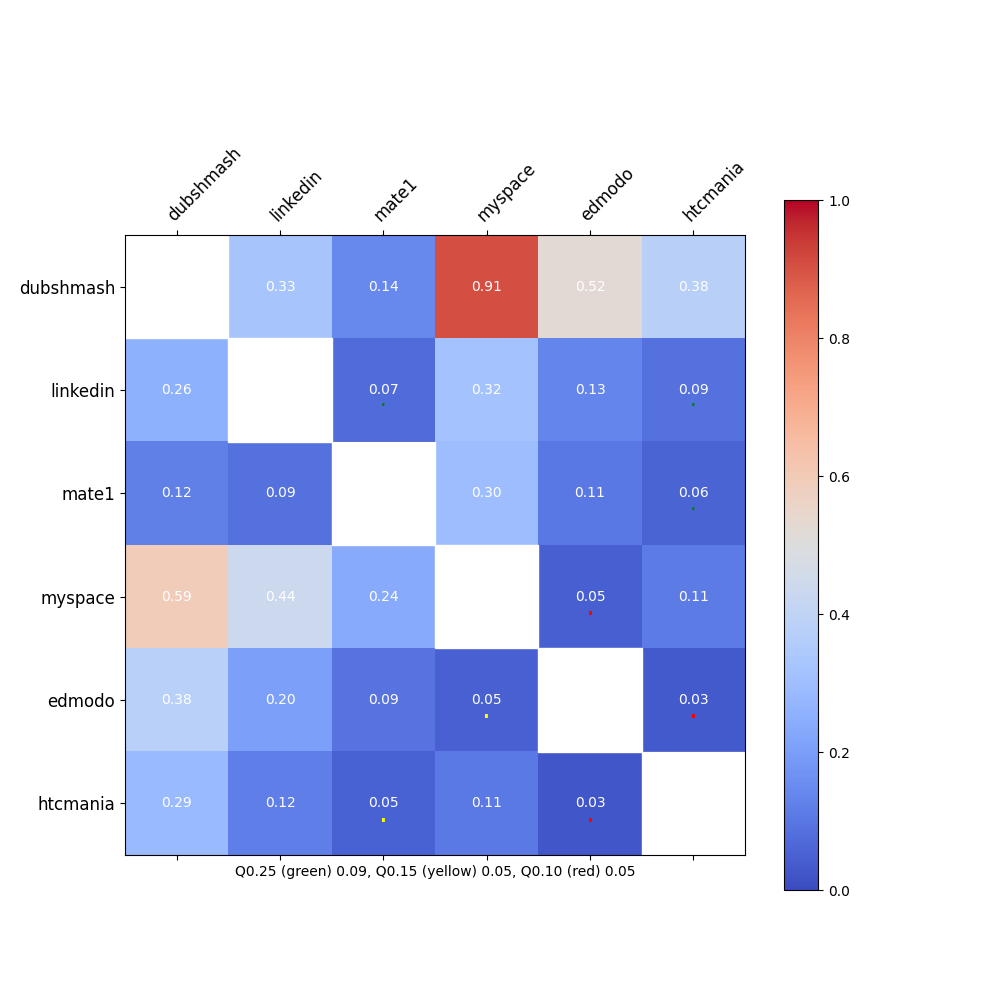 dubshmash linkedin mate1 myspace edmodo htcmania
1.0
dubshmash 0.33 0.14 0.91 0.52 0.38
0.8
linkedin 0.26 0.07 0.32 0.13 0.09
mate1 0.12 0.09 0.30 0.11 0.06
0.6
myspace 0.59 0.44 0.24 0.05 0.11
0.4
edmodo 0.38 0.20 0.09 0.05 0.03
0.2
htcmania 0.29 0.12 0.05 0.11 0.03
Q0.25 (green) 0.09, Q0.15 (yellow) 0.05, Q0.10 (red) 0.05
0.0